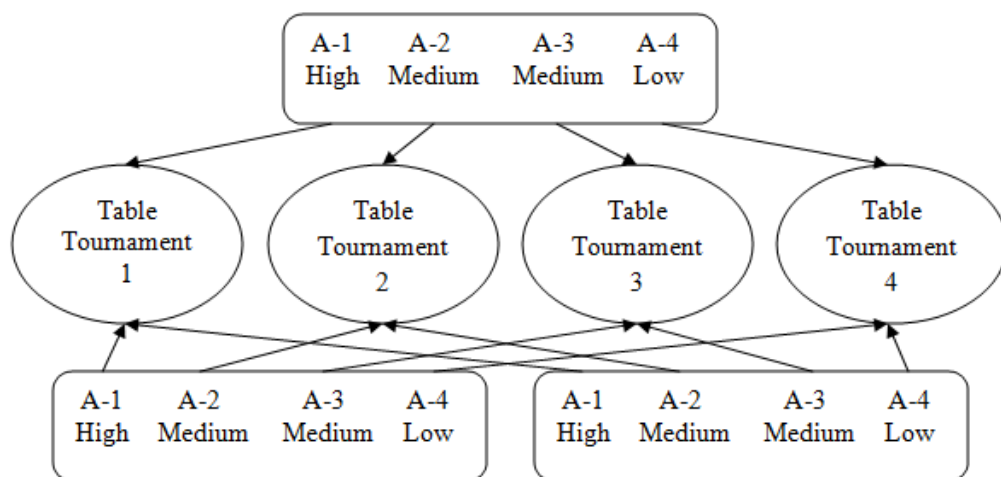 A-1 A-2 A-3 A-4
High Medium Medium Low
Table
Tournament
1
Table
Tournament
2
Table
Tournament
3
Table
Tournament
4
A-1 A-2 A-3 A-4
High Medium Medium Low
A-1 A-2 A-3 A-4
High Medium Medium Low